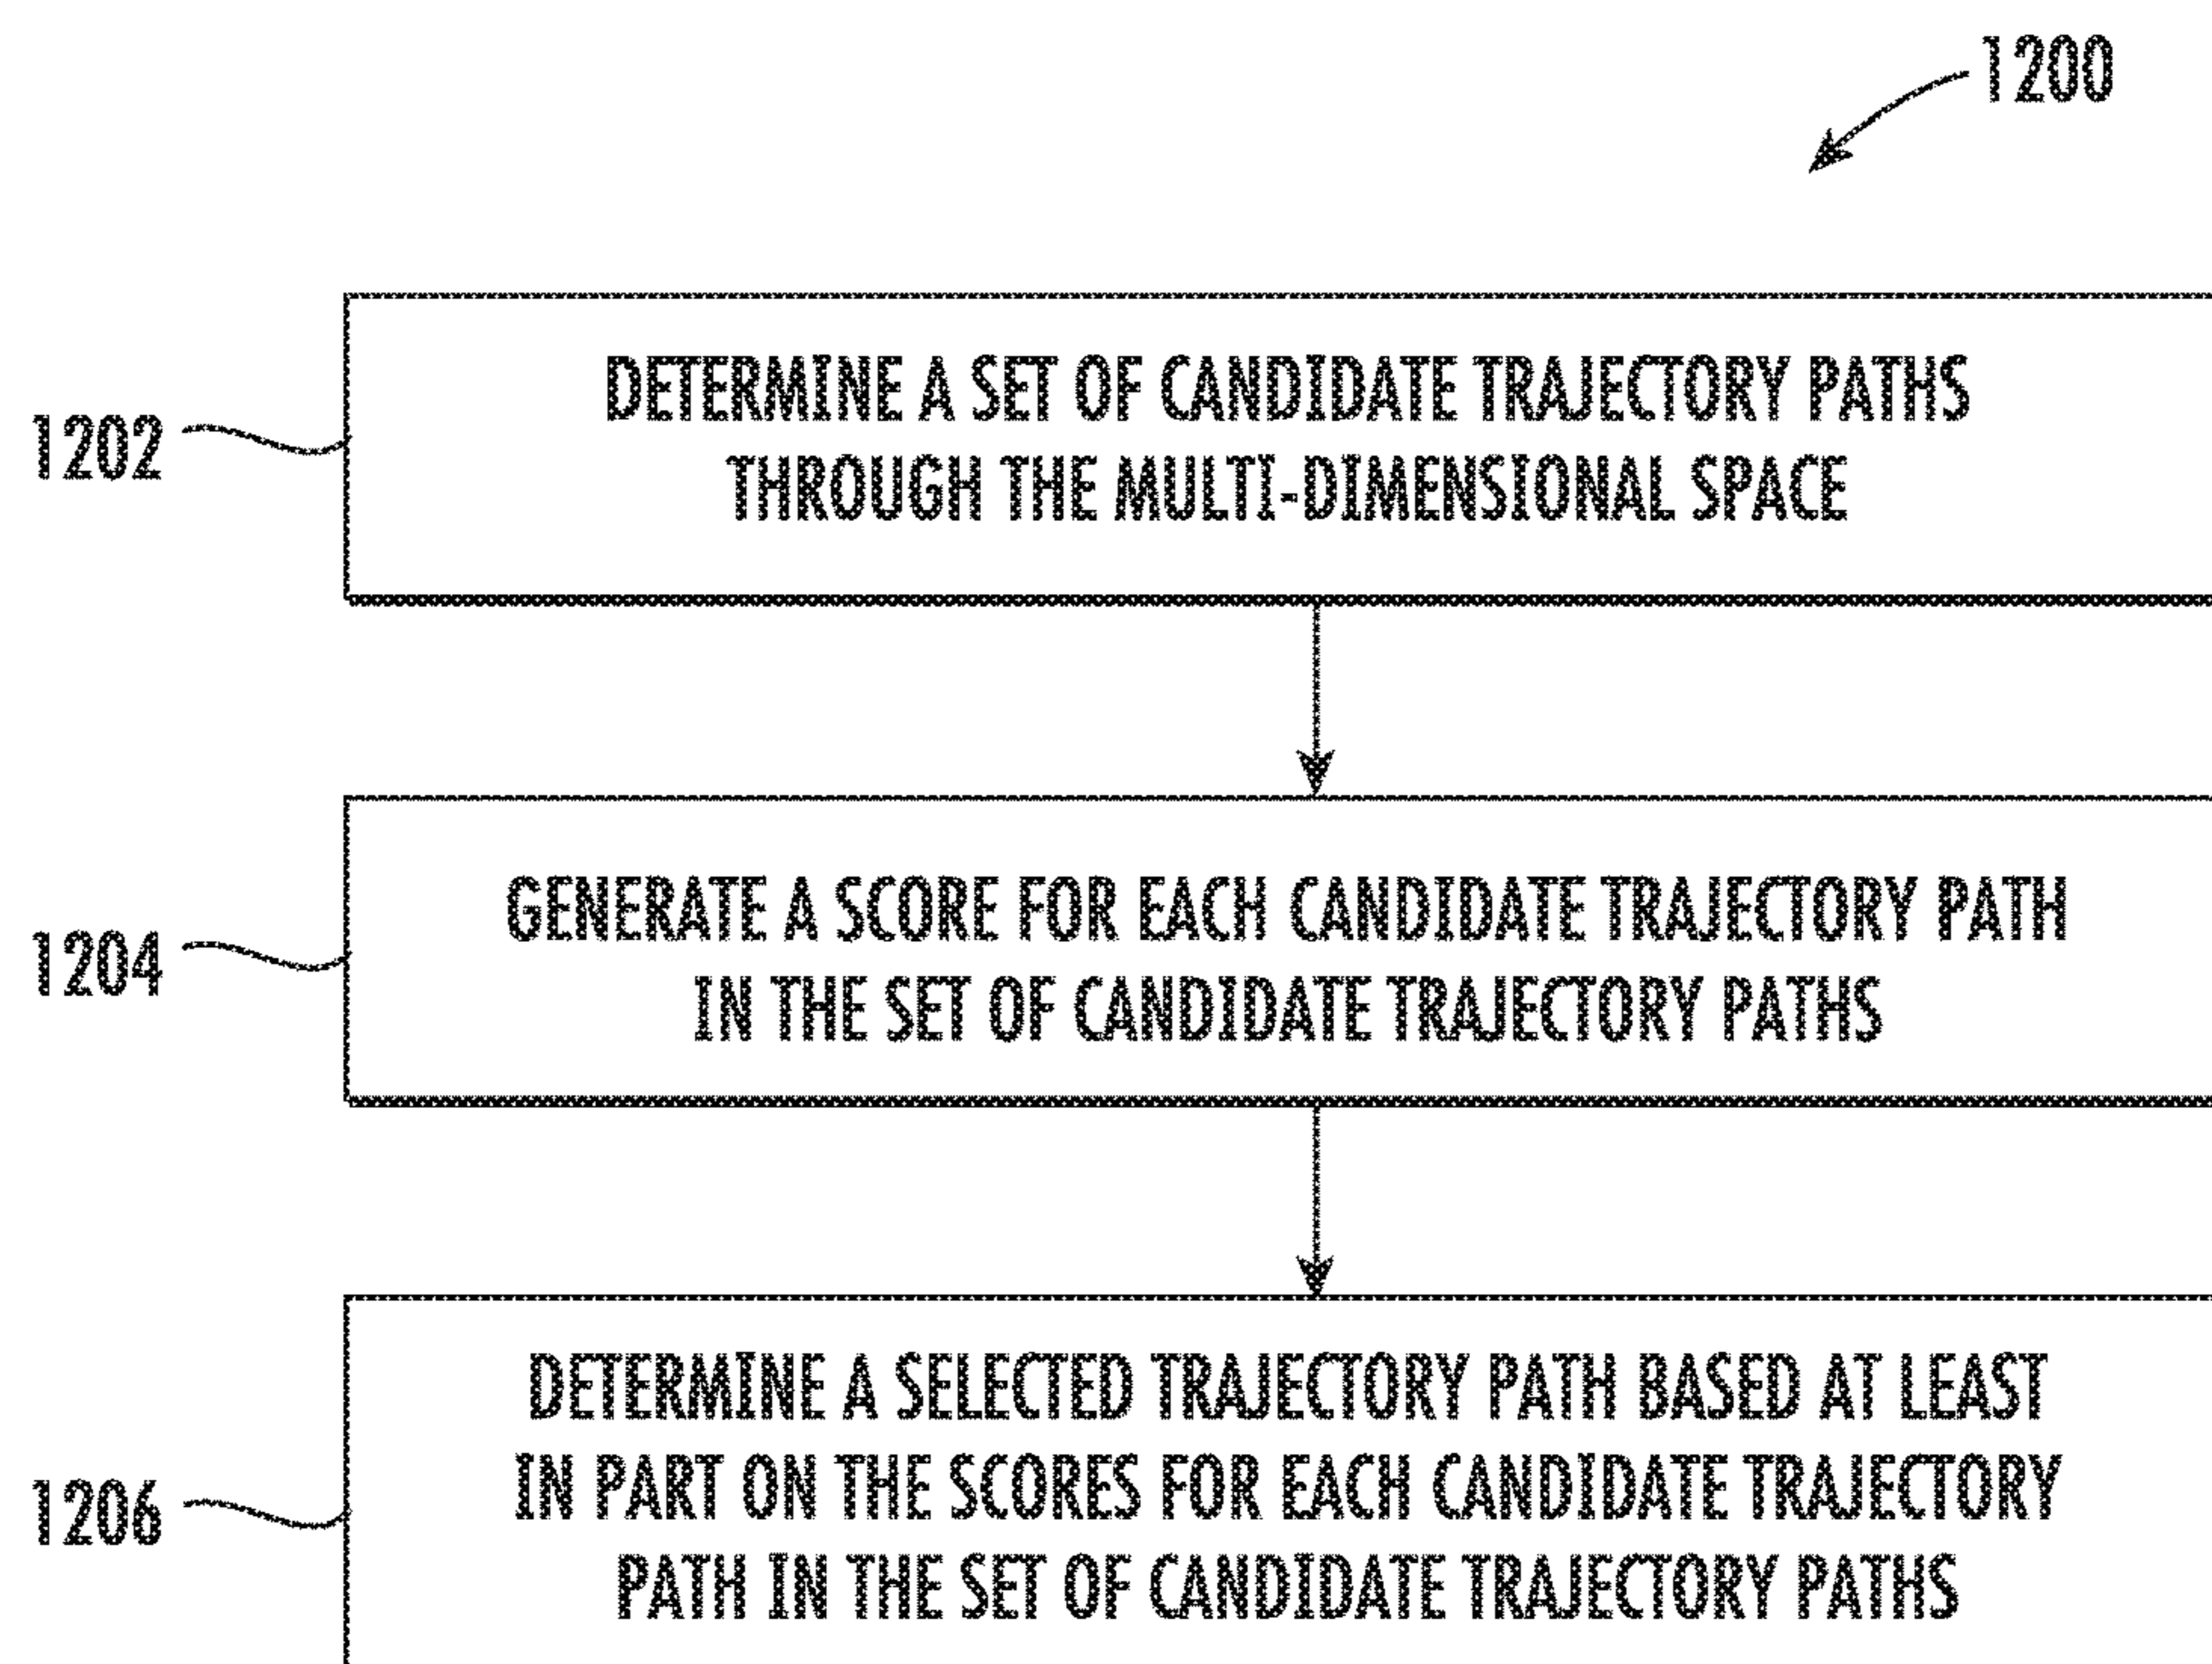 1200
DETERMINE A SET OF CANDIDATE TRAJECTORY PATHS
THROUGH THE MULTI-DIMENSIONAL SPACE
1202
GENERATE A SCORE FOR EACH CANDIDATE TRAJECTORY PATH
IN THE SET OF CANDIDATE TRAJECTORY PATHS
1204
DETERMINE A SELECTED TRAJECTORY PATH BASED AT LEAST
IN PART ON THE SCORES FOR EACH CANDIDATE TRAJECTORY
PATH IN THE SET OF CANDIDATE TRAJECTORY PATHS
1206